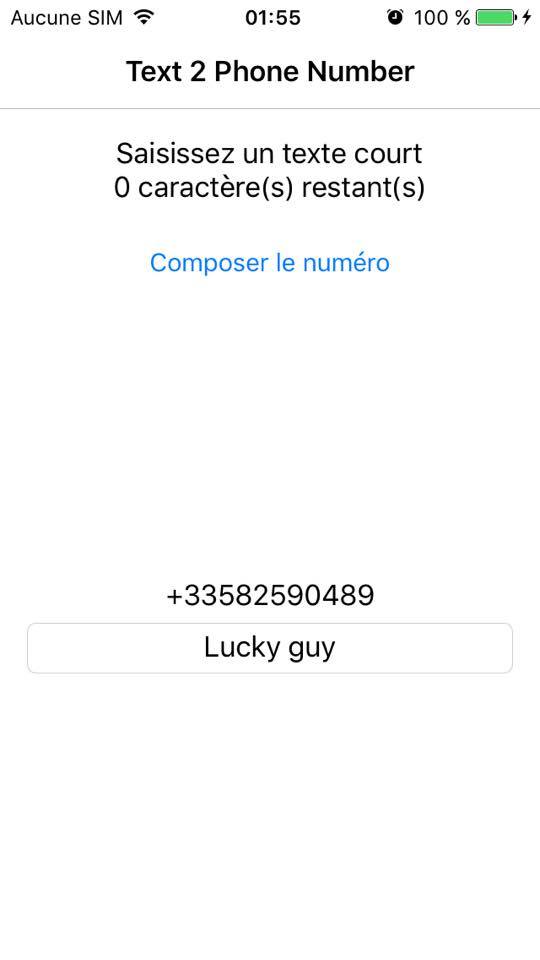 Aucune SIM 01:55 100 %
Text 2 Phone Number
Saisissez un texte court
0 caractère(s) restant(s)
Composer le numéro
+33582590489
Lucky guy